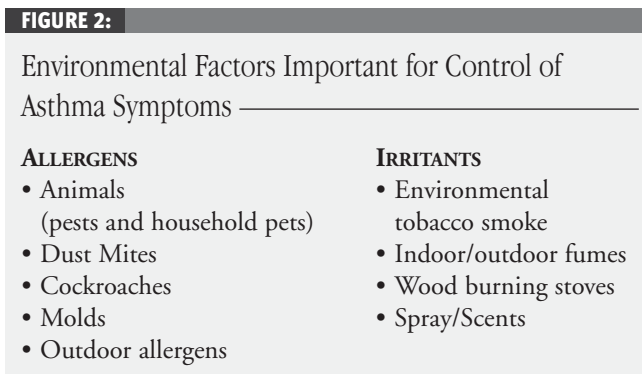 FIGURE 2:
Environmental Factors Important for Control of
Asthma Symptoms
ALLERGENS
• Animals
(pests and household pets)
• Dust Mites
• Cockroaches
• Molds
• Outdoor allergens
IRRITANTS
• Environmental
tobacco smoke
• Indoor/outdoor fumes
• Wood burning stoves
• Spray/Scents